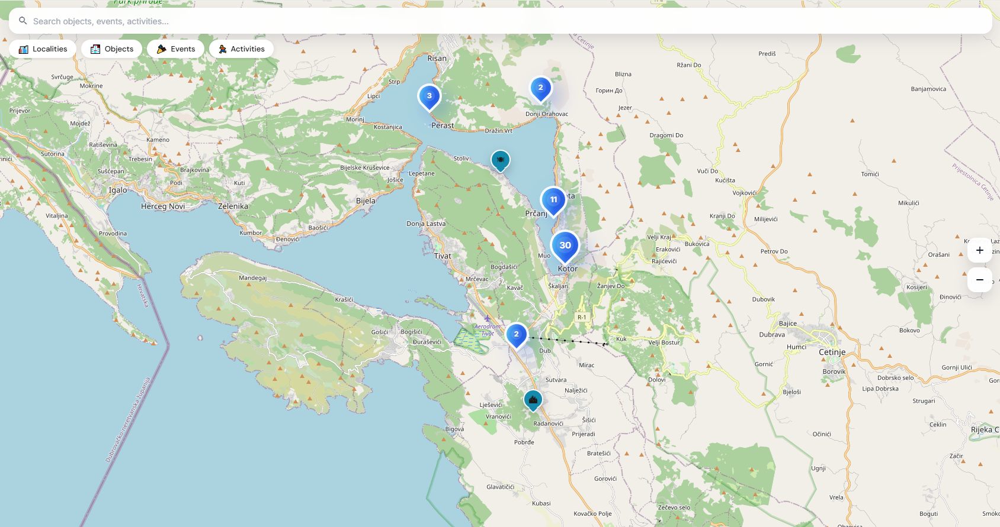 Park prirode
Search objects, events, activities...
Localities
Objects
Events
Activities
Cetinje
Risan
Prediš
Ržani Do
Svrčuge
Mokrine
Strp
Blizna
Banjamovica
Lipci
3
2
Горин До
Prijevor
Jezer
Donji Orahovac
Morinj
Kostanjica
Perast
Mojdež
Dražin Vrt
Dragomi Do
Kameno
Ratiševina
Sutorina
Trebesin
Stoliv
Bijelske Kruševice
Vuči Do
Prijestolnica Cetinje
Sušćepan
Brajkovina
Lepetane
Tomići
Jošice
Kućišta
Podi
Kuti
Igalo
Vojkovići
11
Bijela
Mikulići
Herceg Novi
Zelenika
Prčanj
Vitaljina
Kranji Do
Milijevići
Donja Lastva
Baošići
Provodina
Kumbor
Đenovići
Velji Kraj
Bukovica
30
Erakovići
Petrov Do
Tivat
Muo
Orašani
Rajićevići
Bogdašići
Kotor
Mandegaj
Mrčevac
Kavač
Škaljari
Žanjev Do
Kosijeri
Hrvatska
Đinovići
Krašići
Dubovik
R-1
Aerodrom
Tivat
Bajice
Gošići
Bogišići
2
Bokovo
Dubrava
Đuraševići
Kuk
Velji Bostur
Humci
Dub
Cetinje
Mirac
Gornić
Gornji Ulići
Borovik
Dobrsko selo
Dolovi
Sutvara
Nalježići
Lipa Dobrska
Bjeloši
Strugari
Lješevići
Vranovići
Šišići
Radanovići
Ceklin
Bigova
Rijeka C
Prijeradi
Očinići
Pobrđe
Dubrovačko-neretvanska županija
Bratešići
Začir
Ugnji
Gorovići
Glavatičići
Vrela
Kubasi
Zečevo selo
Kovačko Polje
Boguti